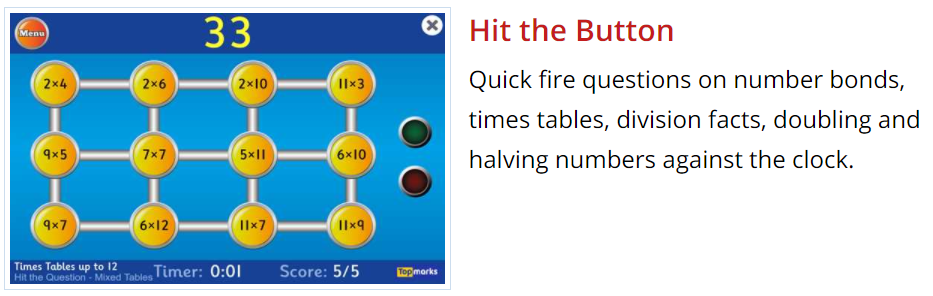 Menu
33
2×4 2×6 2×10 11×3
9×5 7×7 5×11 6×10
9×7 6×12 11×7 11×9
Times Tables up to 12
Hit the Question - Mixed Tables
Timer: 0:01
Score: 5/5
Topmarks
Hit the Button
Quick fire questions on number bonds,
times tables, division facts, doubling and
halving numbers against the clock.